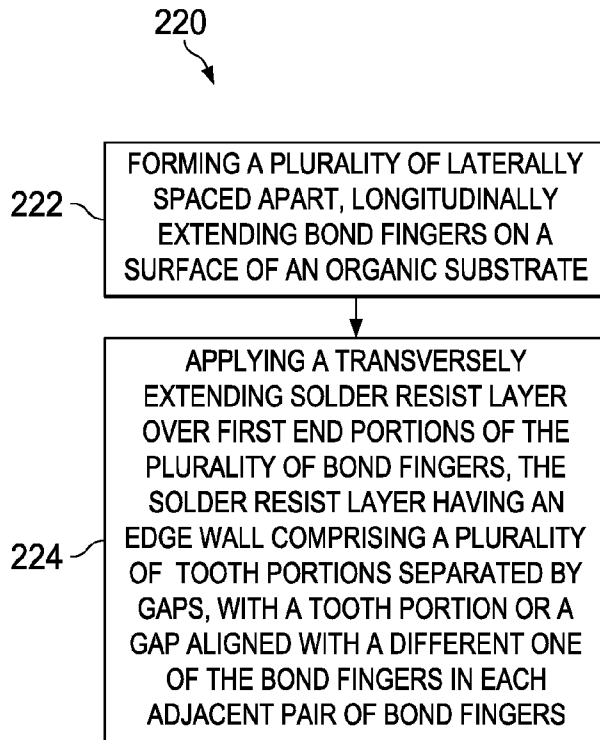 220
222
FORMING A PLURALITY OF LATERALLY
SPACED APART, LONGITUDINALLY
EXTENDING BOND FINGERS ON A
SURFACE OF AN ORGANIC SUBSTRATE
224
APPLYING A TRANSVERSELY
EXTENDING SOLDER RESIST LAYER
OVER FIRST END PORTIONS OF THE
PLURALITY OF BOND FINGERS, THE
SOLDER RESIST LAYER HAVING AN
EDGE WALL COMPRISING A PLURALITY
OF TOOTH PORTIONS SEPARATED BY
GAPS, WITH A TOOTH PORTION OR A
GAP ALIGNED WITH A DIFFERENT ONE
OF THE BOND FINGERS IN EACH
ADJACENT PAIR OF BOND FINGERS